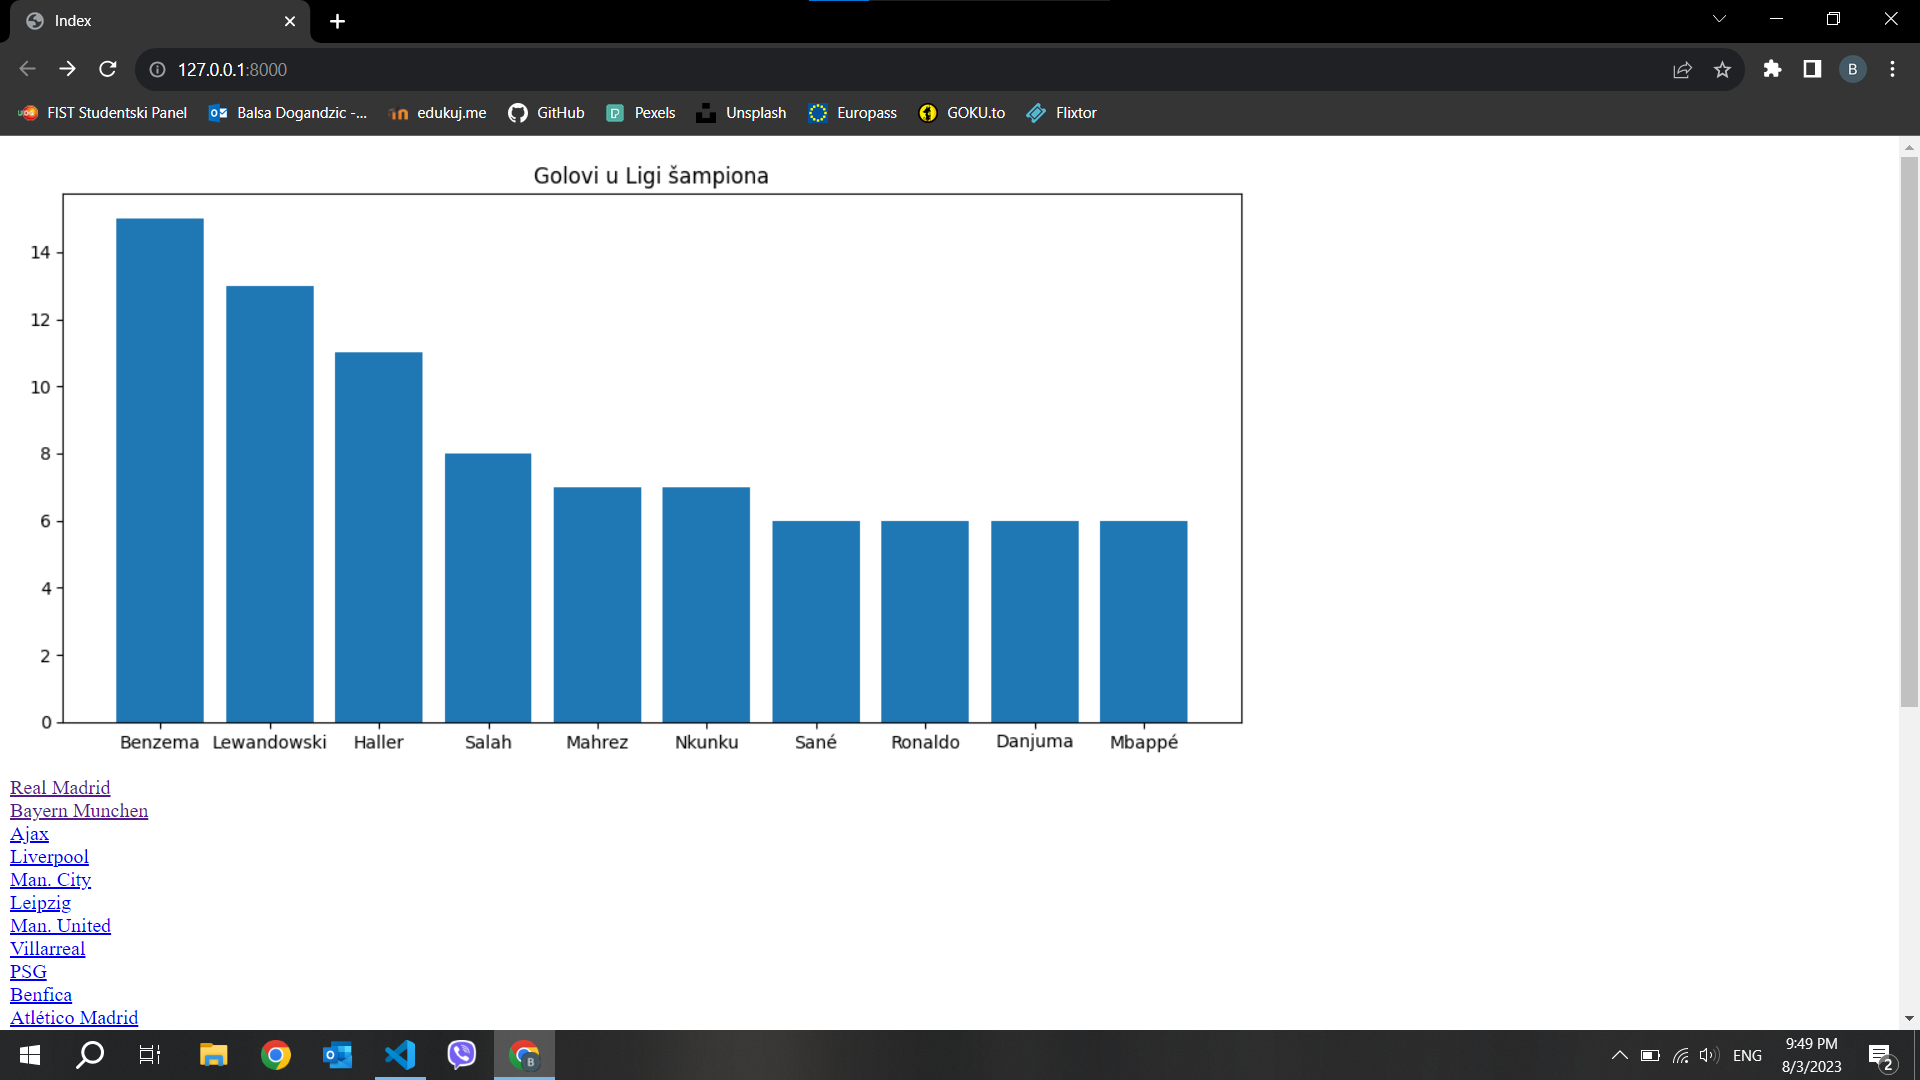 Index
127.0.0.1:8000
B
FIST Studentski Panel
Balsa Dogandzic -...
edukuj.me
GitHub
Pexels
Unsplash
Europass
GOKU.to
Flixtor
Golovi u Ligi šampiona
14
12
10
8
6
4
2
0
Benzema Lewandowski Haller Salah Mahrez Nkunku Sané Ronaldo Danjuma Mbappé
Real Madrid
Bayern Munchen
Ajax
Liverpool
Man. City
Leipzig
Man. United
Villarreal
PSG
Benfica
Atlético Madrid
B
ENG
9:49 PM
8/3/2023
2